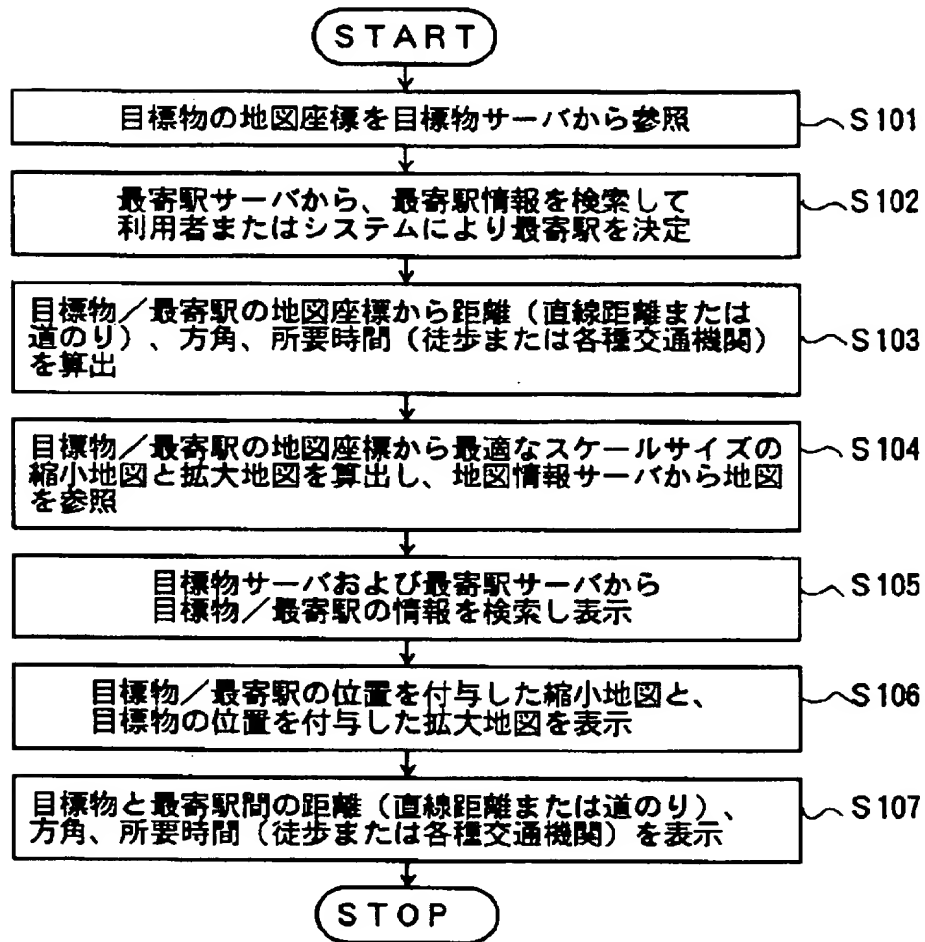 START
目標物の地図座標を目標物サーバから参照
S101
最寄駅サーバから、最寄駅情報を検索して
利用者またはシステムにより最寄駅を決定
S102
目標物／最寄駅の地図座標から距離（直線距離または
道のり）、方角、所要時間（徒歩または各種交通機関）
を算出
S103
目標物／最寄駅の地図座標から最適なスケールサイズの
縮小地図と拡大地図を算出し、地図情報サーバから地図
を参照
S104
目標物サーバおよび最寄駅サーバから
目標物／最寄駅の情報を検索し表示
S105
目標物／最寄駅の位置を付与した縮小地図と、
目標物の位置を付与した拡大地図を表示
S106
目標物と最寄駅間の距離（直線距離または道のり）、
方角、所要時間（徒歩または各種交通機関）を表示
S107
STOP